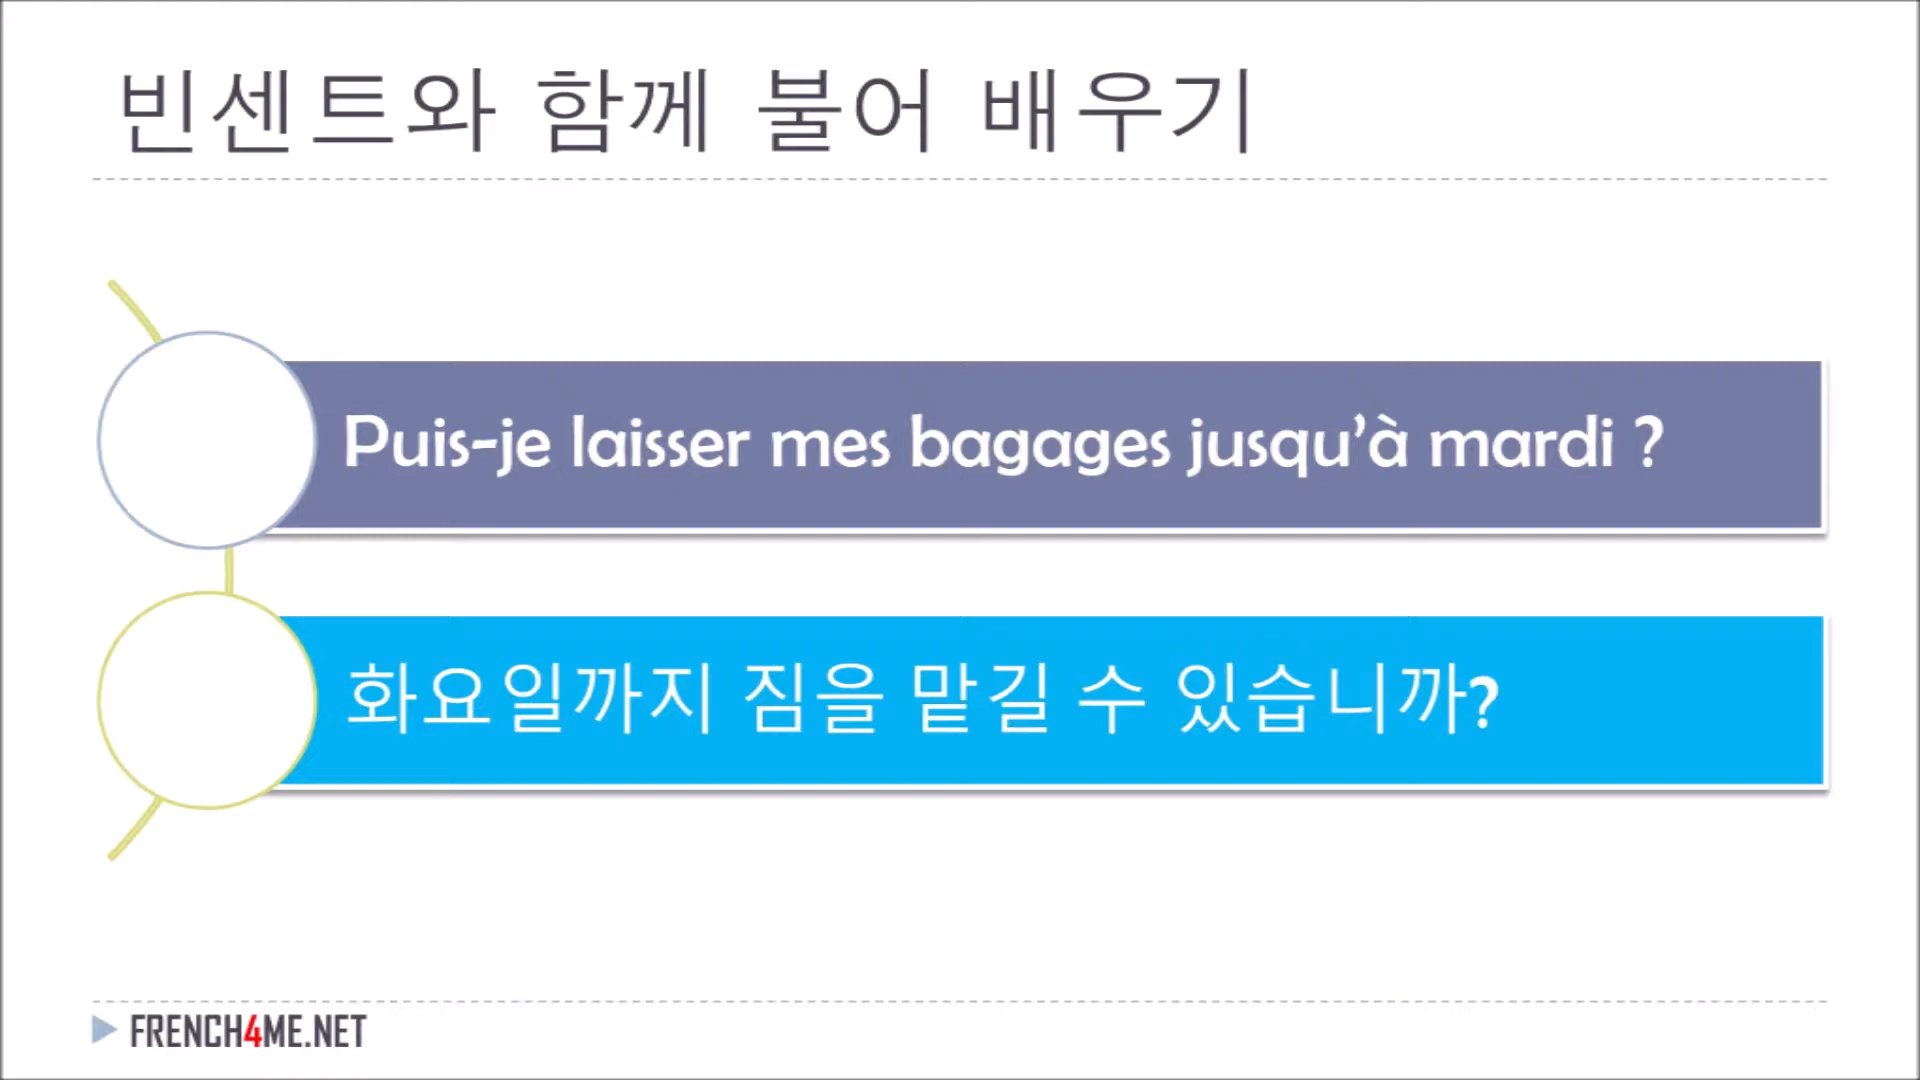 빈센트와 함께 불어 배우기
Puis-je laisser mes bagages jusqu’à mardi ?
화요일까지 짐을 맡길 수 있습니까?
FRENCH4ME.NET